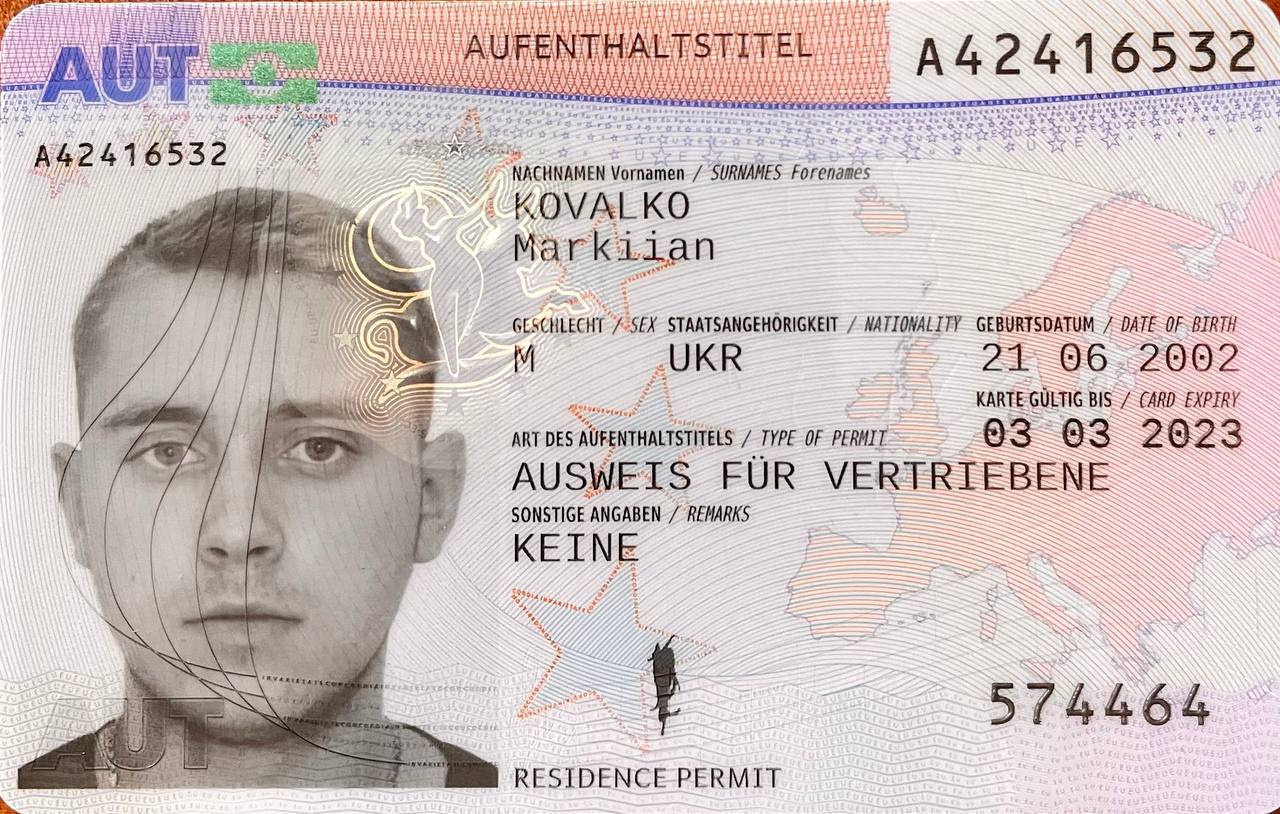 AUT
AUFENTHALTSTITEL
A42416532
A42416532
NACHNAMEN Vornamen / SURNAMES Forenames
KOVALKO
Markiian
GESCHLECHT / SEX STAATSANGEHÖRIGKEIT / NATIONALITY GEBURTSDATUM / DATE OF BIRTH
M UKR 21 06 2002
KARTE GÜLTIG BIS / CARD EXPIRY
03 03 2023
ART DES AUFENTHALTSTITELS / TYPE OF PERMIT
AUSWEIS FÜR VERTRIEBENE
SONSTIGE ANGABEN / REMARKS
KEINE
574464
AUT
RESIDENCE PERMIT